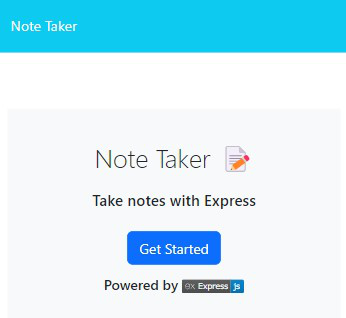 Note Taker
Note Taker
Take notes with Express
Get Started
Powered by ex Express js